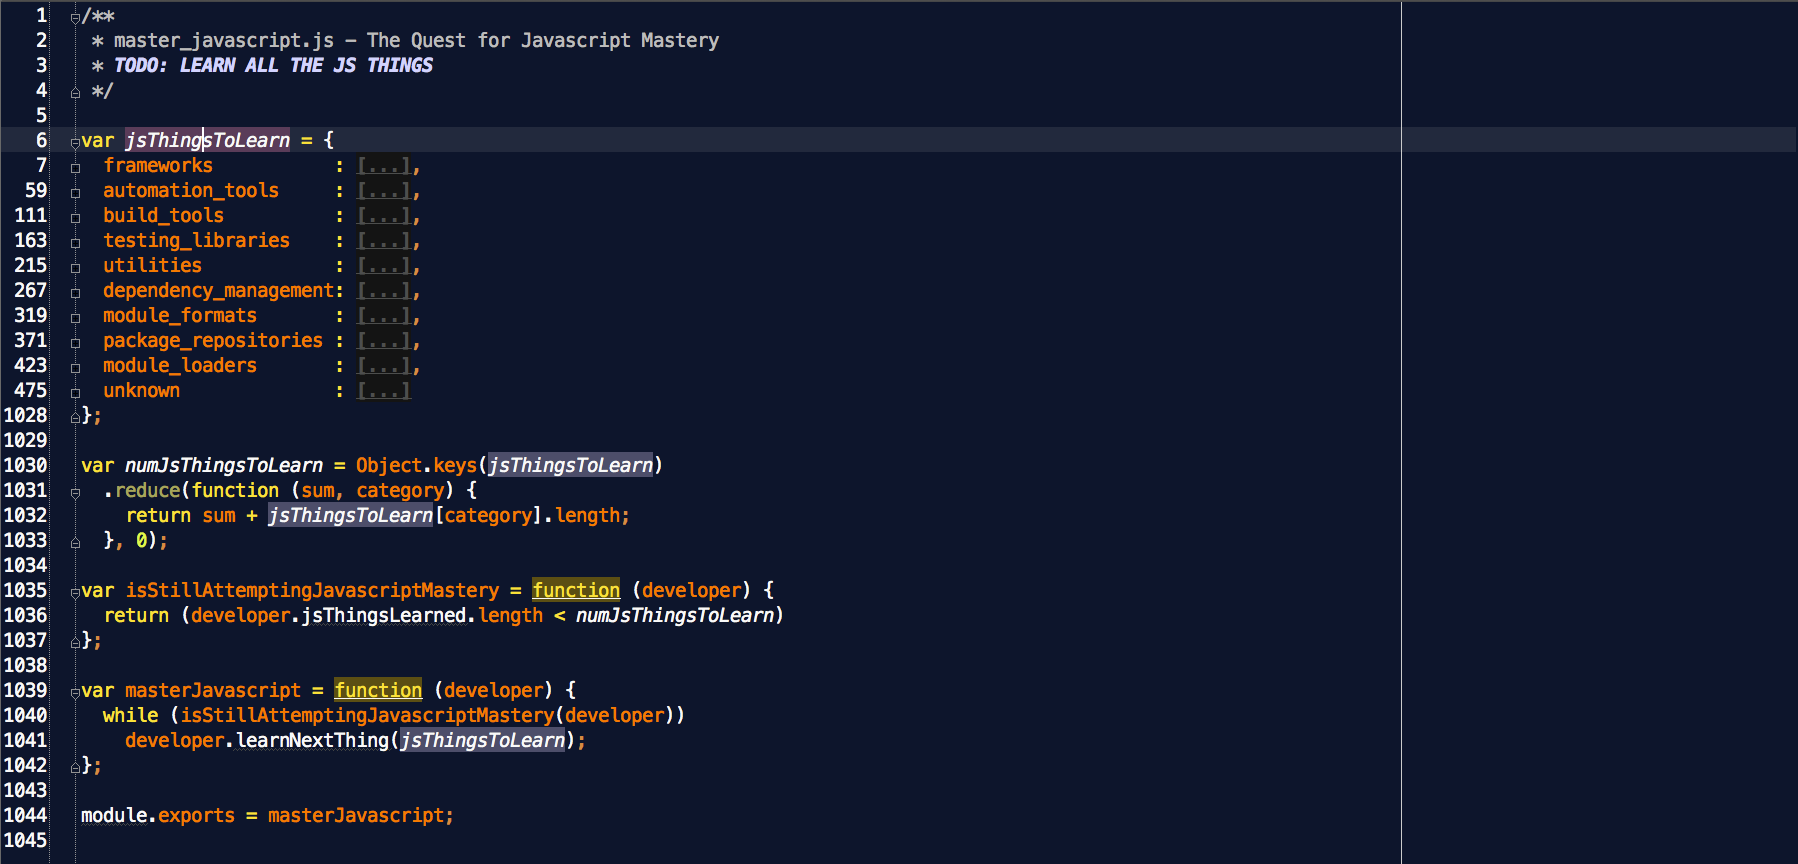 1 /**
2 * master_javascript.js – The Quest for Javascript Mastery
3 * TODO: LEARN ALL THE JS THINGS
4 */
5
6 var jsThingsToLearn = {
7 frameworks : [...],
59 automation_tools : [...],
111 build_tools : [...],
163 testing_libraries : [...],
215 utilities : [...],
267 dependency_management: [...],
319 module_formats : [...],
371 package_repositories : [...],
423 module_loaders : [...],
475 unknown : [...]
1028 };
1029
1030 var numJsThingsToLearn = Object.keys(jsThingsToLearn)
1031 .reduce(function (sum, category) {
1032 return sum + jsThingsToLearn[category].length;
1033 }, 0);
1034
1035 var isStillAttemptingJavascriptMastery = function (developer) {
1036 return (developer.jsThingsLearned.length < numJsThingsToLearn)
1037 };
1038
1039 var masterJavascript = function (developer) {
1040 while (isStillAttemptingJavascriptMastery(developer))
1041 developer.learnNextThing(jsThingsToLearn);
1042 };
1043
1044 module.exports = masterJavascript;
1045